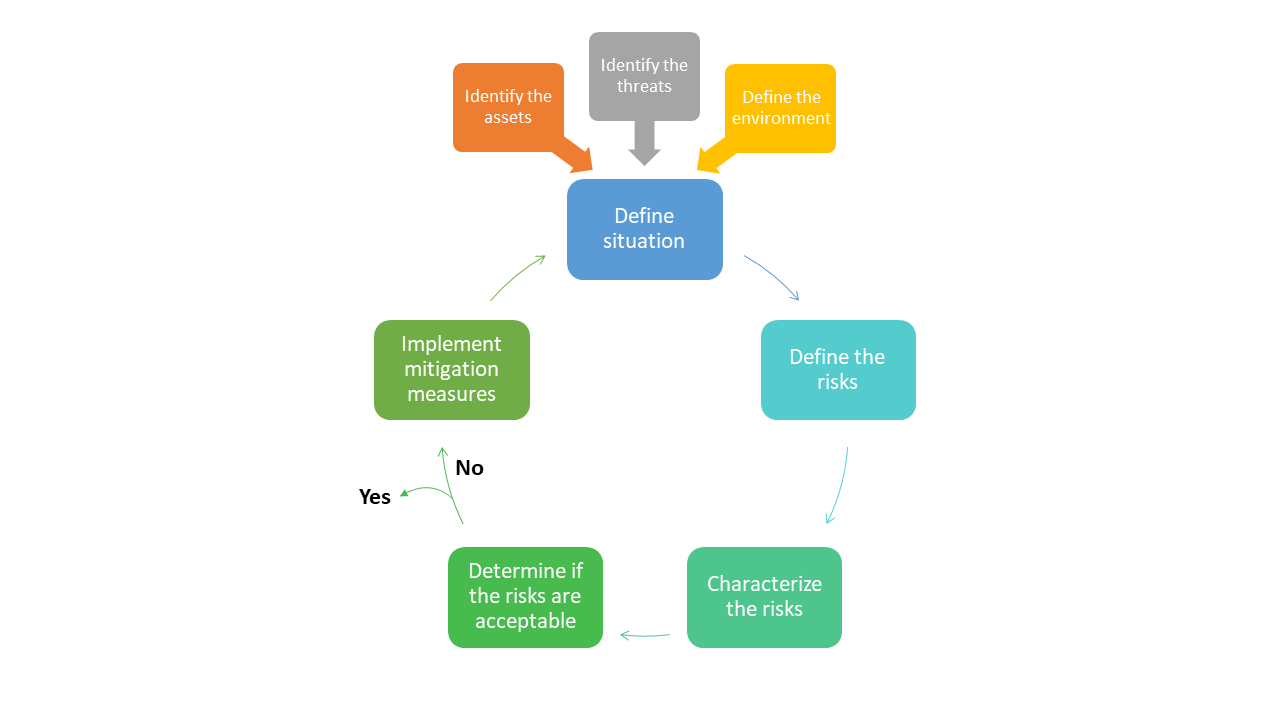 Identify the
threats
Identify the
assets
Define the
environment
Define
situation
Implement
mitigation
measures
Define the
risks
No
Yes
Determine if
the risks are
acceptable
Characterize
the risks